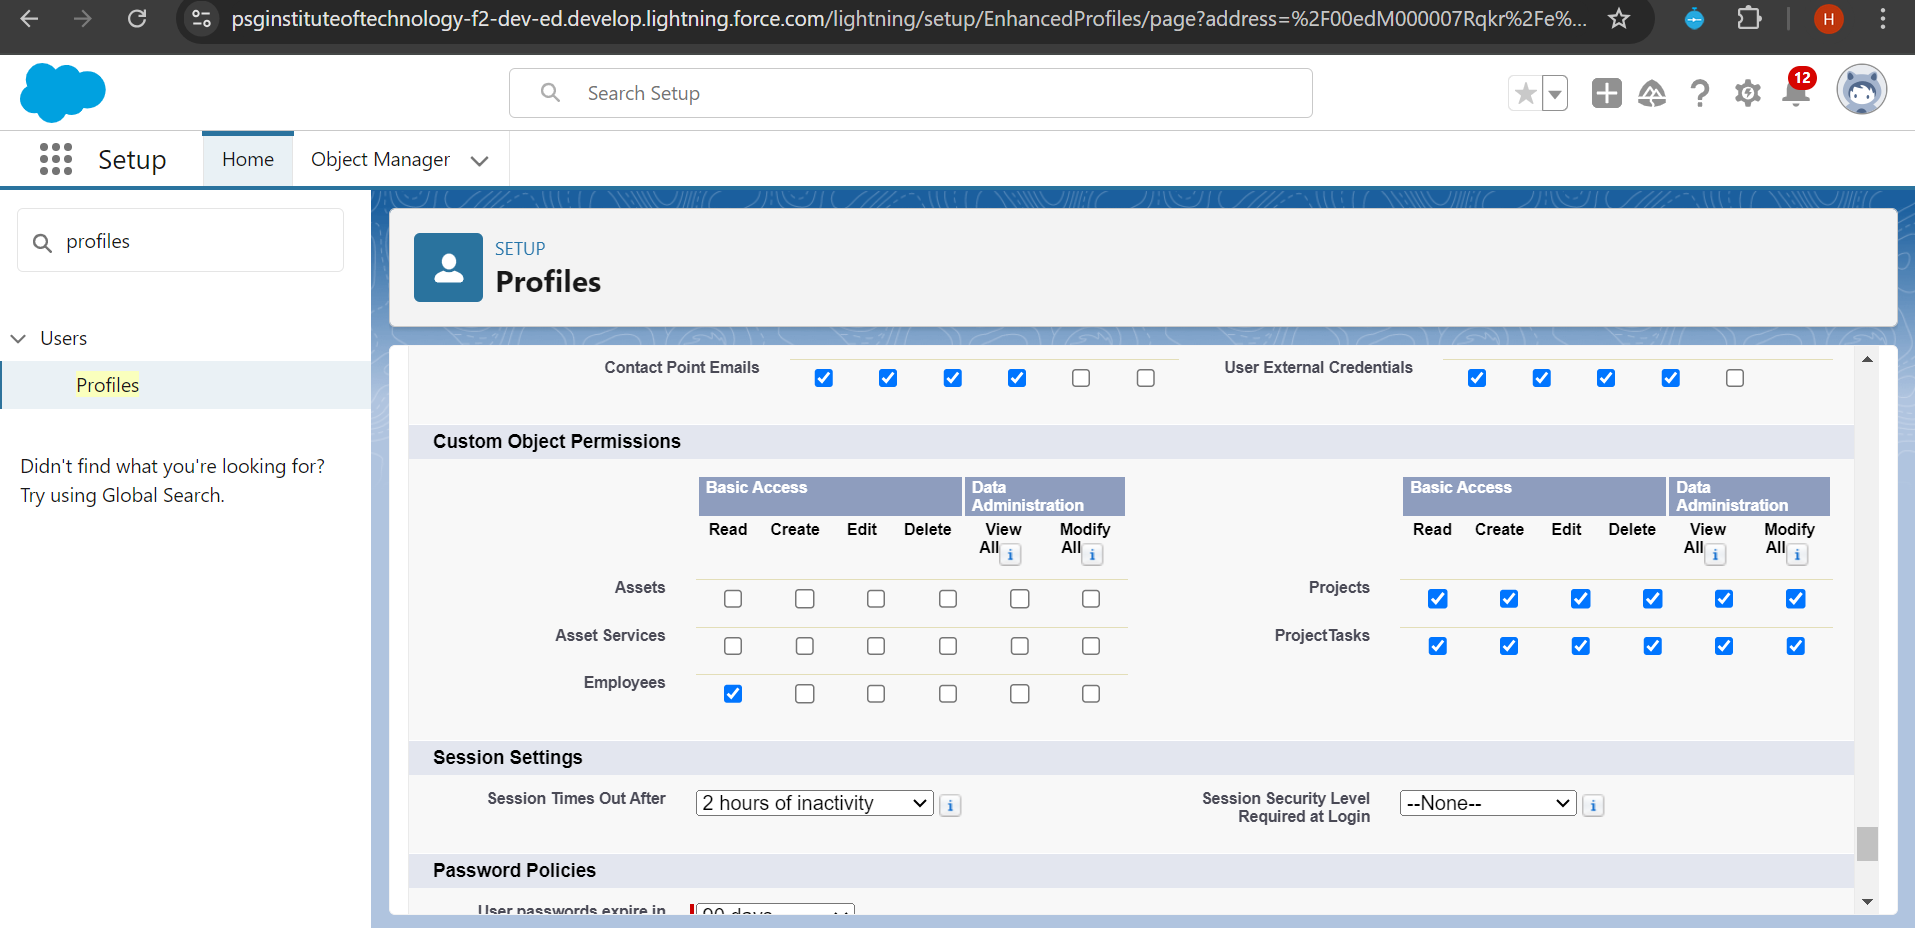 psginstituteoftechnology-f2-dev-ed.develop.lightning.force.com/lightning/setup/EnhancedProfiles/page?address=%2F00edM000007Rqkr%2Fe%...
H
Search Setup
12
Setup
Home
Object Manager
profiles
Users
Profiles
Didn't find what you're looking for?
Try using Global Search.
SETUP
Profiles
Contact Point Emails
User External Credentials
Custom Object Permissions
Basic Access
Data Administration
Basic Access
Data Administration
Read Create Edit Delete View All i Modify All i
Read Create Edit Delete View All i Modify All i
Assets
Projects
Asset Services
ProjectTasks
Employees
Session Settings
Session Times Out After
2 hours of inactivity
i
Session Security Level Required at Login
--None--
i
Password Policies
User passwords expire in
90 days